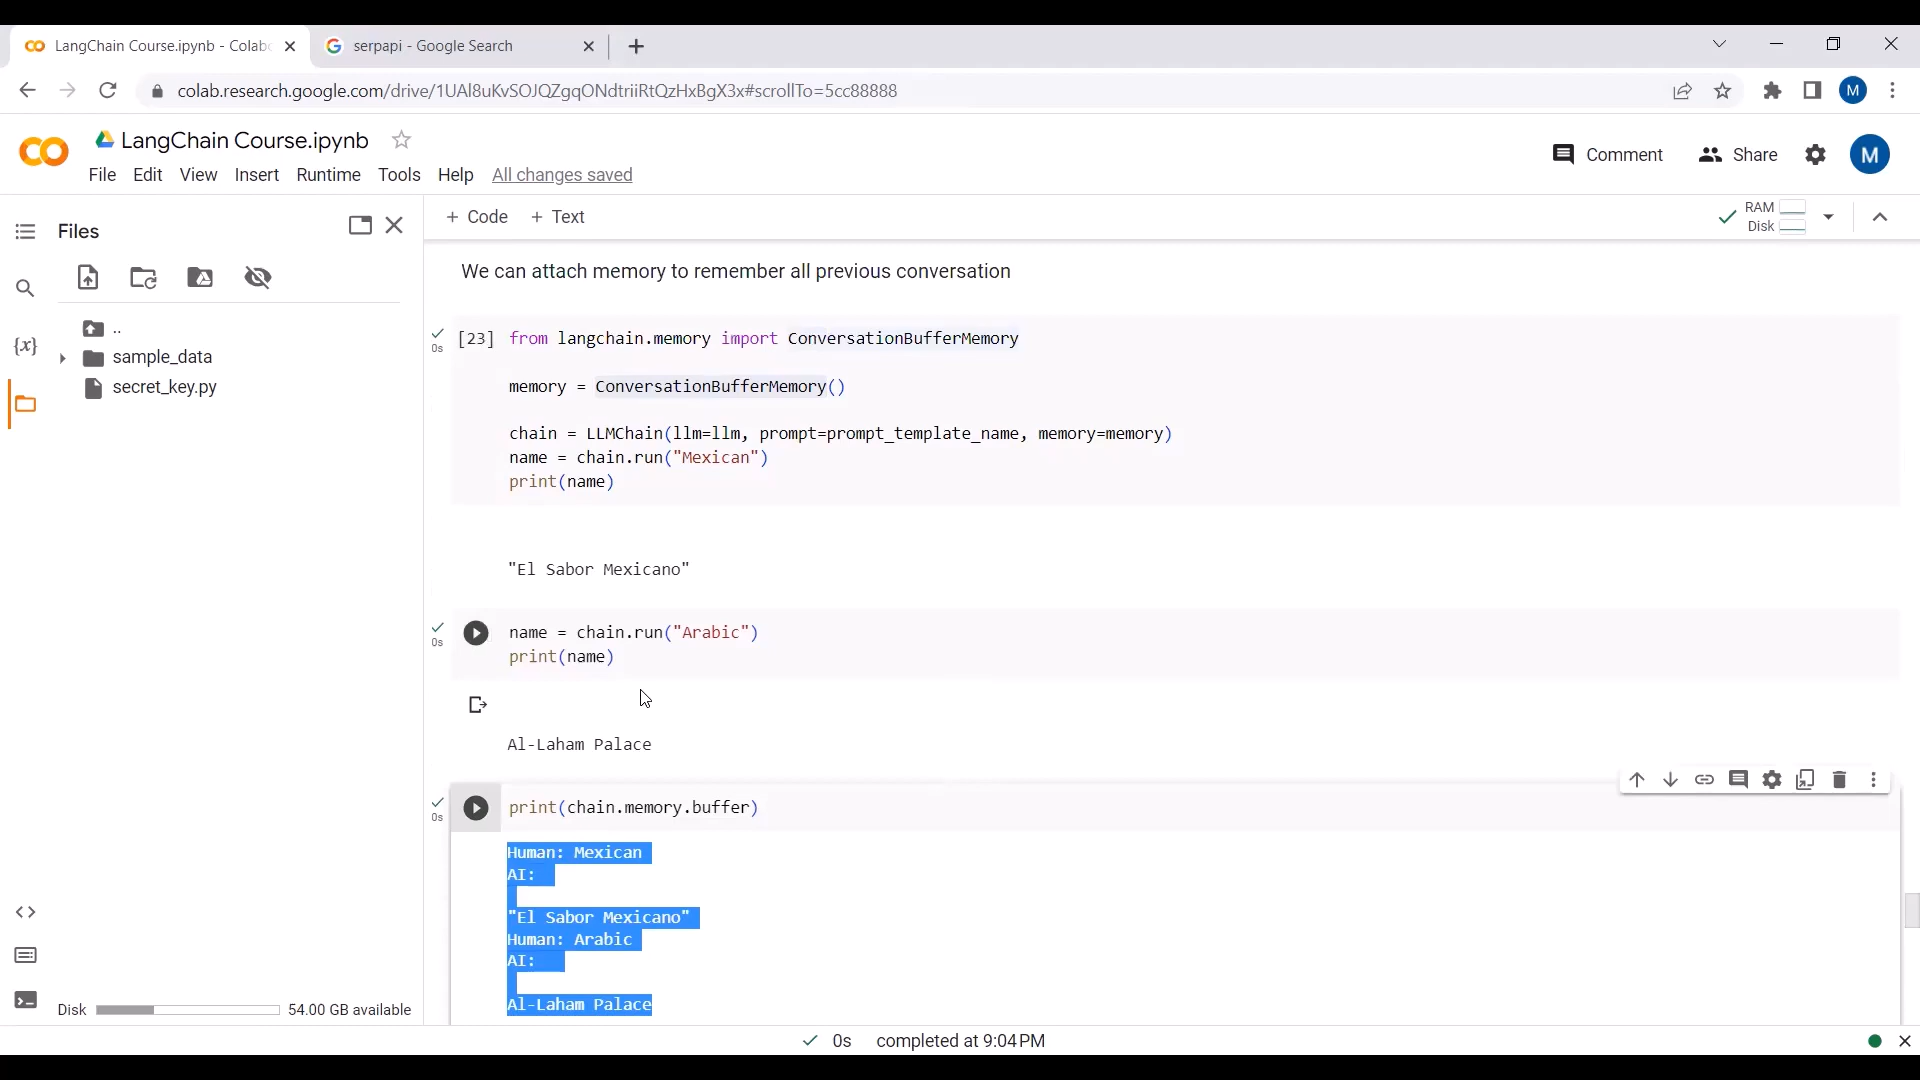 LangChain Course.ipynb - Colab
serpapi - Google Search
colab.research.google.com/drive/1UAl8uKvSOJQZgqONdtriiRtQzHxBgX3x#scrollTo=5cc88888
M
LangChain Course.ipynb
File Edit View Insert Runtime Tools Help All changes saved
Comment
Share
M
Files
+ Code + Text
RAM
Disk
..
sample_data
secret_key.py
{x}
Disk
54.00 GB available
We can attach memory to remember all previous conversation
0s
[23] from langchain.memory import ConversationBufferMemory
memory = ConversationBufferMemory()
chain = LLMChain(llm=llm, prompt=prompt_template_name, memory=memory)
name = chain.run("Mexican")
print(name)
"El Sabor Mexicano"
0s
name = chain.run("Arabic")
print(name)
Al-Laham Palace
0s
print(chain.memory.buffer)
Human: Mexican
AI:
"El Sabor Mexicano"
Human: Arabic
AI:
Al-Laham Palace
0s completed at 9:04 PM